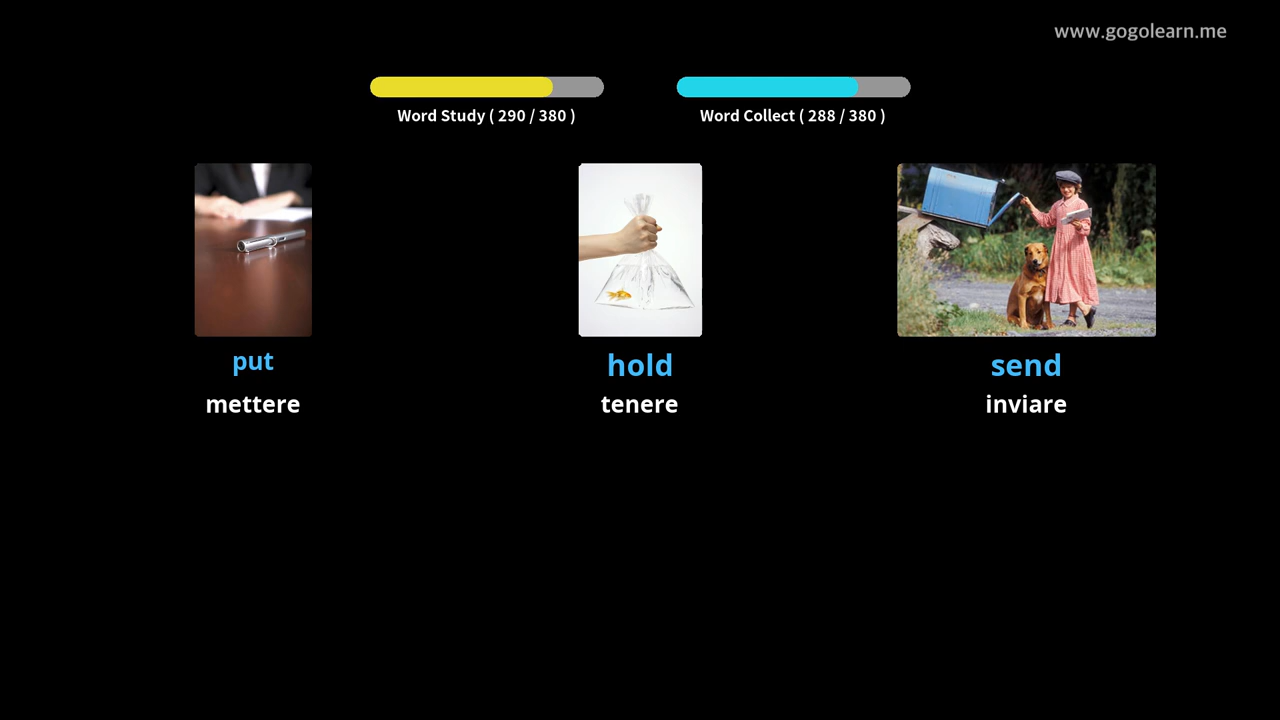 www.gogolearn.me
Word Study ( 290 / 380 )
Word Collect ( 288 / 380 )
put
mettere
hold
tenere
send
inviare